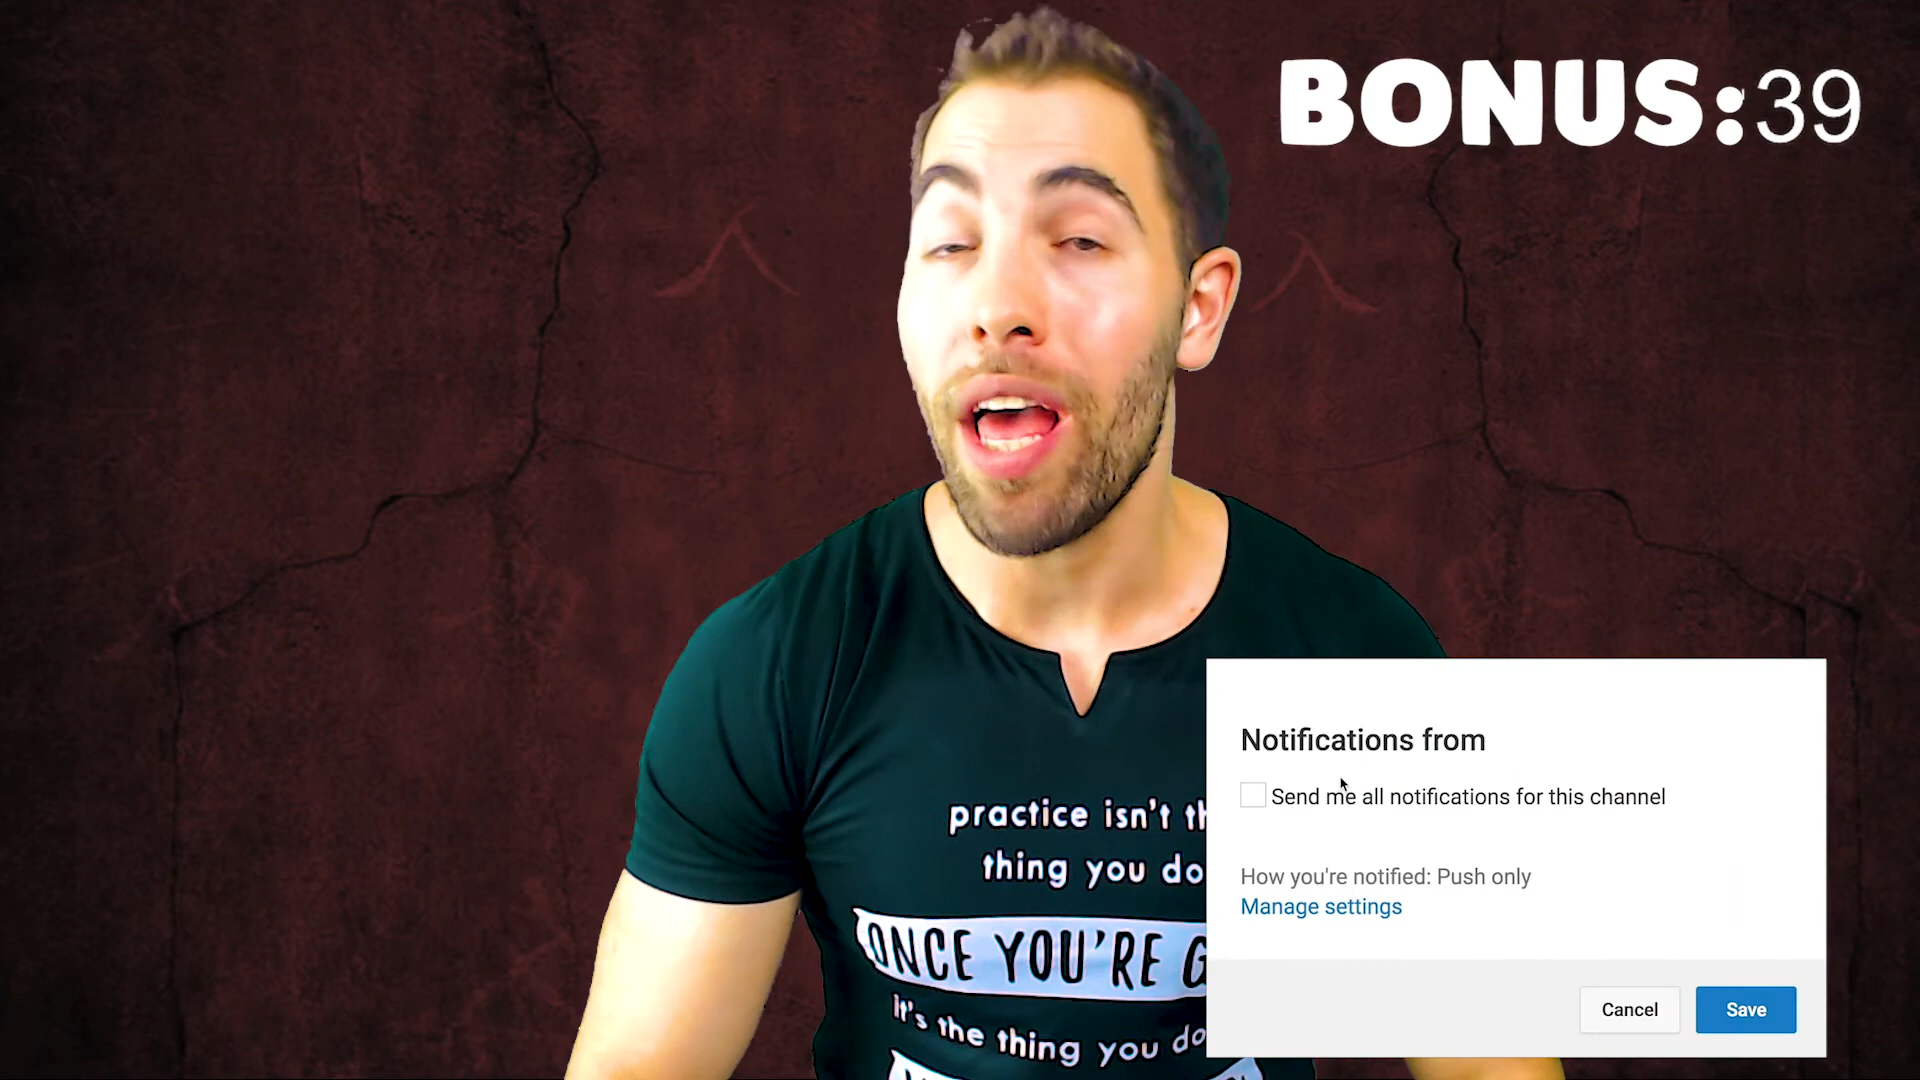 BONUS:39
practice isn't th
thing you do
ONCE YOU'RE G
it's the thing you do
Notifications from
Send me all notifications for this channel
How you're notified: Push only
Manage settings
Cancel
Save